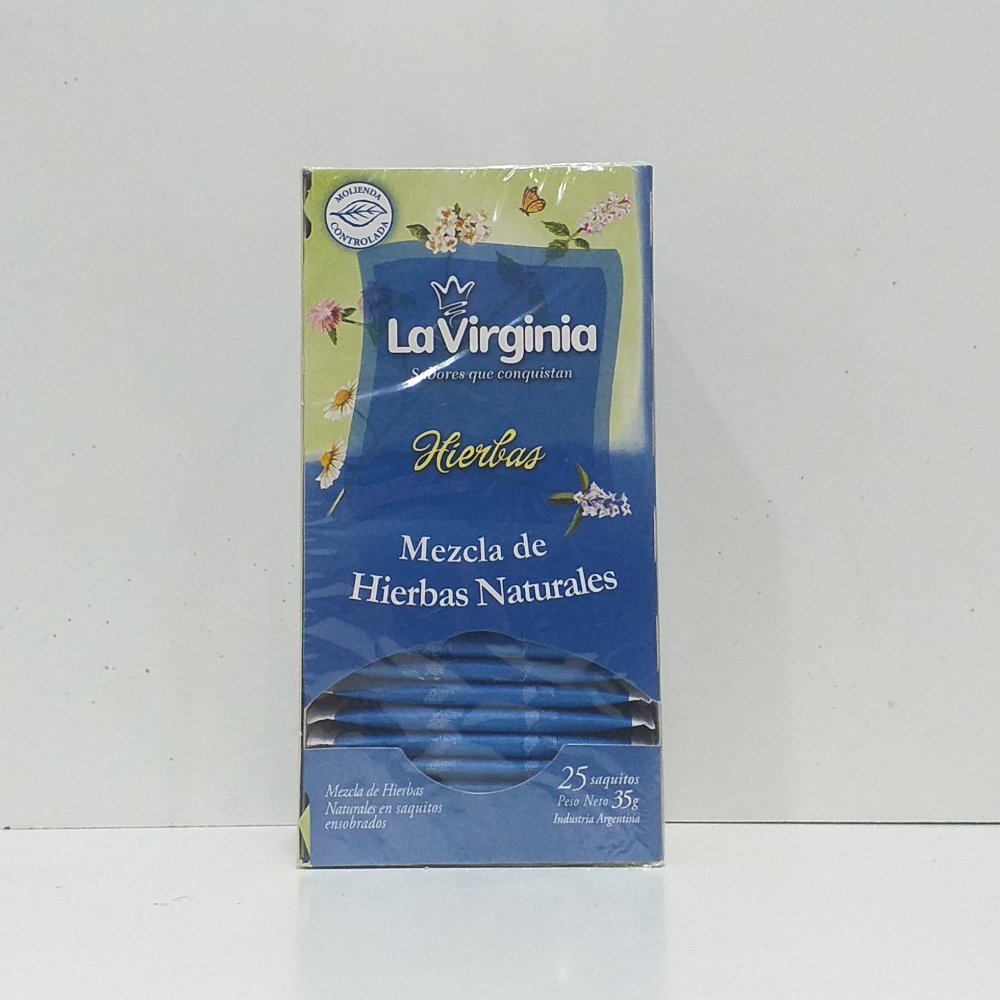 MOLIENDA
CONTROLADA
La Virginia
Sabores que conquistan
Hierbas
Mezcla de
Hierbas Naturales
Mezcla de Hierbas
Naturales en saquitos
ensobrados
25 saquitos
Peso Neto 35g
Industria Argentina